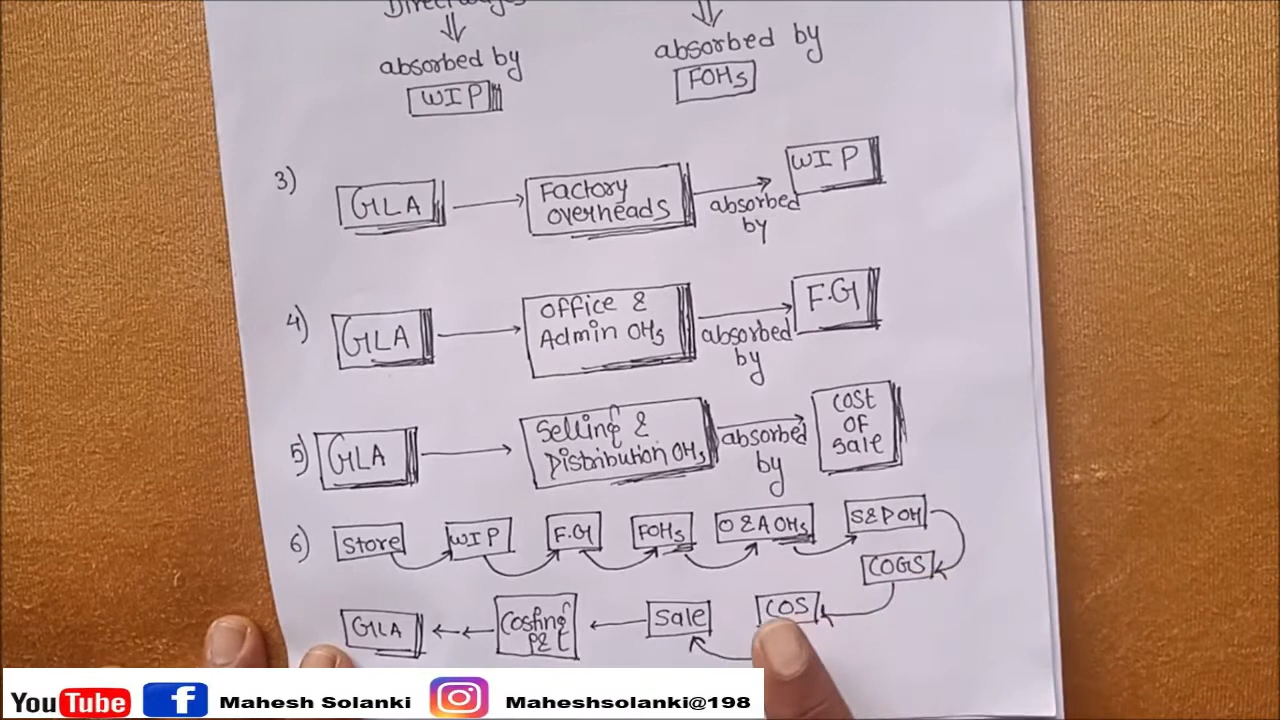 Direct wages
absorbed by
WIP
absorbed by
FOHs
3) GLA Factory overheads absorbed by WIP
4) GLA Office & Admin OHs absorbed by F.G
5) GLA Selling & Distribution OHs absorbed by Cost OF Sale
6) Store WIP F.G FOHs O & A OHs S&D OH
COGS
GLA Costing P&L Sale COS
YouTube f Mahesh Solanki Maheshsolanki@198